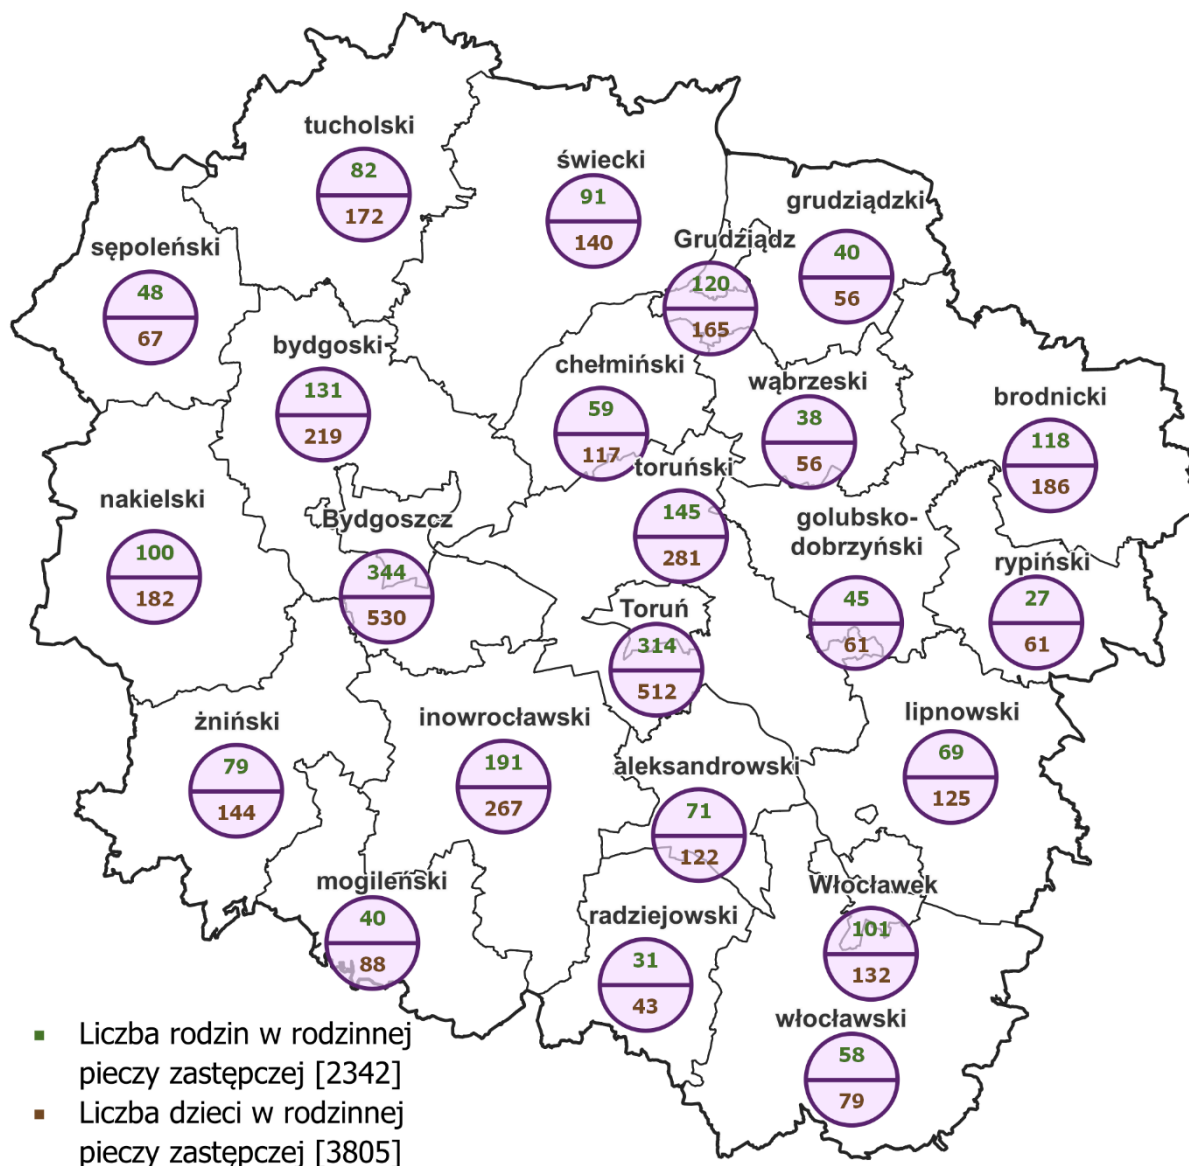 tucholski
82
172
świecki
91
140
grudziądzki
40
56
Grudziądz
120
165
sępoleński
48
67
bydgoski
131
219
chełmiński
59
117
wąbrzeski
38
56
brodnicki
118
186
nakielski
100
182
Bydgoszcz
344
530
toruński
145
281
golubsko-
dobrzyński
45
61
rypiński
27
61
Toruń
314
512
żniński
79
144
inowrocławski
191
267
aleksandrowski
71
122
lipnowski
69
125
mogileński
40
88
radziejowski
31
43
Włocławek
101
132
włocławski
58
79
Liczba rodzin w rodzinnej
pieczy zastępczej [2342]
Liczba dzieci w rodzinnej
pieczy zastępczej [3805]